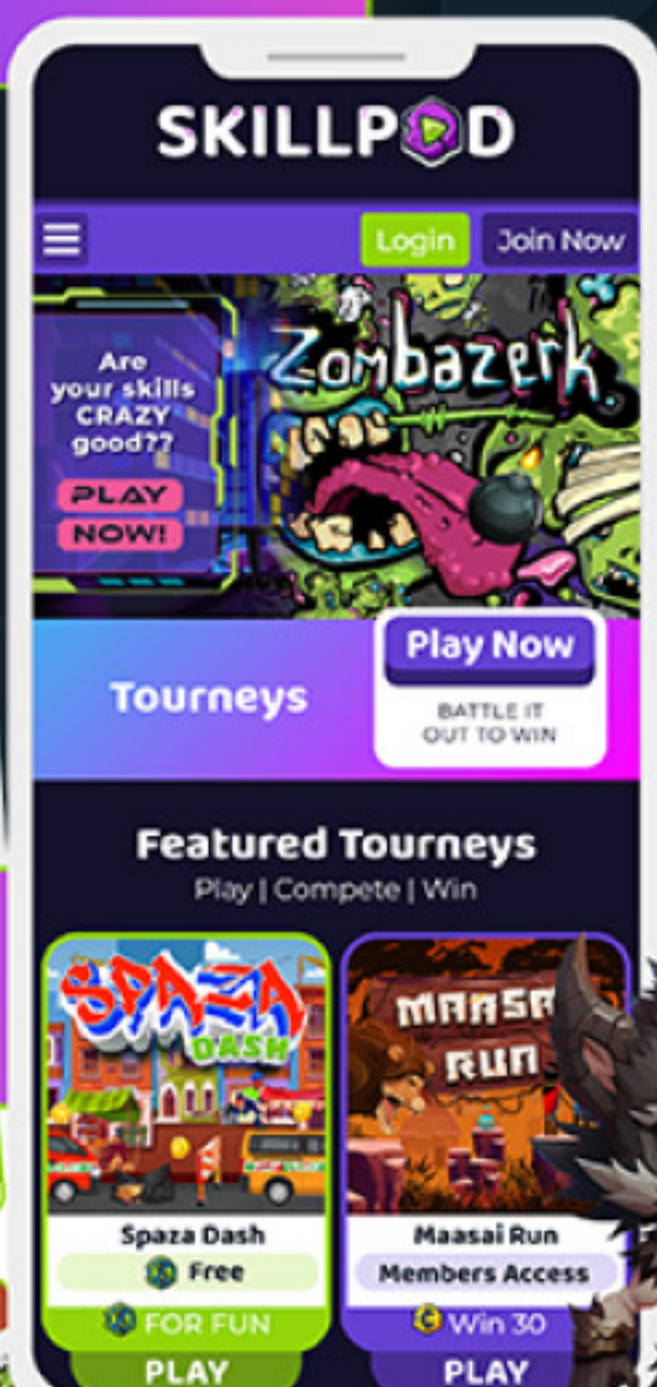 SKILLPOD
Login
Join Now
Are
your skills
CRAZY
good??
PLAY
NOW!
Zombazerk.
Tourneys
Play Now
BATTLE IT
OUT TO WIN
Featured Tourneys
Play | Compete | Win
SPAZA
DASH
MAASA
RUN
Spaza Dash
Free
FOR FUN
PLAY
Maasai Run
Members Access
Win 30
PLAY